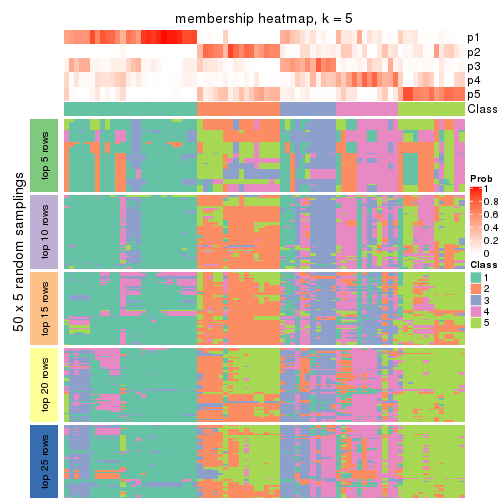 membership heatmap, k = 5
p1
p2
p3
p4
p5
Class
50 x 5 random samplings
top 5 rows
top 10 rows
top 15 rows
top 20 rows
top 25 rows
Prob
1
0.8
0.6
0.4
0.2
0
Class
1
2
3
4
5